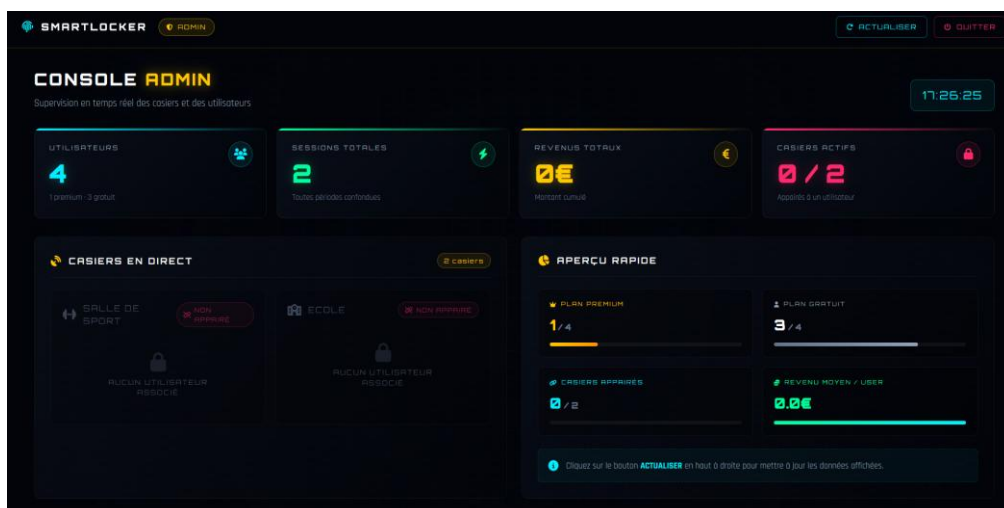 SMARTLOCKER
ADMIN
ACTUALISER
QUITTER
CONSOLE ADMIN
Supervision en temps réel des casiers et des utilisateurs
17:26:25
UTILISATEURS
4
1 premium · 3 gratuit
SESSIONS TOTALES
2
Toutes périodes confondues
REVENUS TOTAUX
0€
Montant cumulé
CASIERS ACTIFS
0 / 2
Appairés à un utilisateur
CASIERS EN DIRECT
2 casiers
SALLE DE
SPORT
NON
APPAIRÉ
AUCUN UTILISATEUR
ASSOCIÉ
ECOLE
NON APPAIRÉ
AUCUN UTILISATEUR
ASSOCIÉ
APERÇU RAPIDE
PLAN PREMIUM
1 / 4
PLAN GRATUIT
3 / 4
CASIERS APPAIRÉS
0 / 2
REVENU MOYEN / USER
0.0€
Cliquez sur le bouton ACTUALISER en haut à droite pour mettre à jour les données affichées.